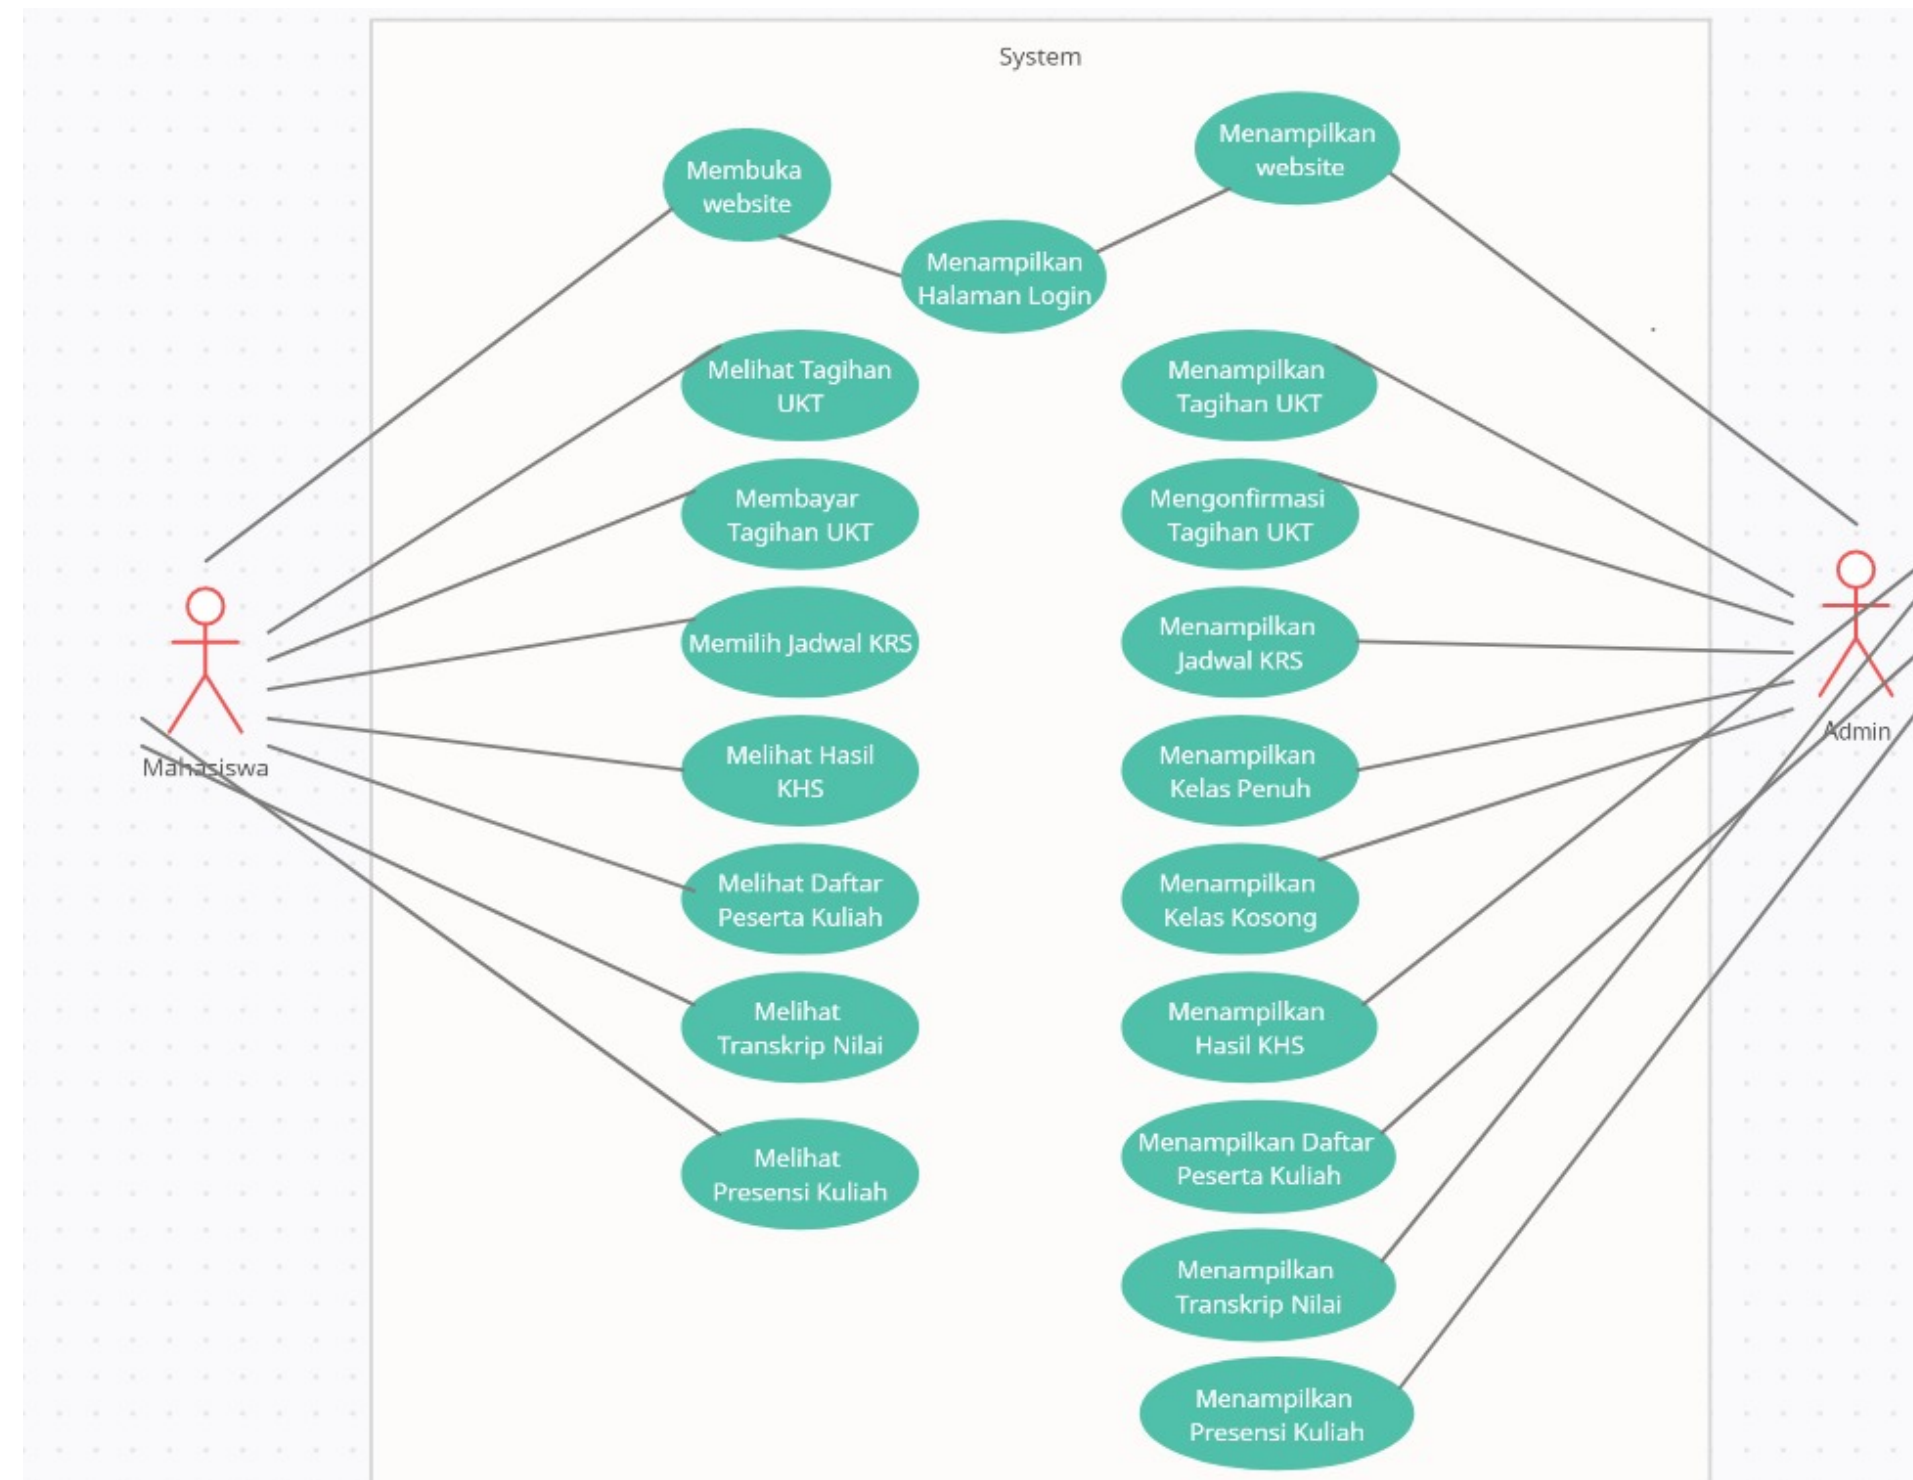 System
Membuka
website
Menampilkan
website
Menampilkan
Halaman Login
Melihat Tagihan
UKT
Menampilkan
Tagihan UKT
Membayar
Tagihan UKT
Mengonfirmasi
Tagihan UKT
Memilih Jadwal KRS
Menampilkan
Jadwal KRS
Mahasiswa
Admin
Melihat Hasil
KHS
Menampilkan
Kelas Penuh
Melihat Daftar
Peserta Kuliah
Menampilkan
Kelas Kosong
Melihat
Transkrip Nilai
Menampilkan
Hasil KHS
Melihat
Presensi Kuliah
Menampilkan Daftar
Peserta Kuliah
Menampilkan
Transkrip Nilai
Menampilkan
Presensi Kuliah